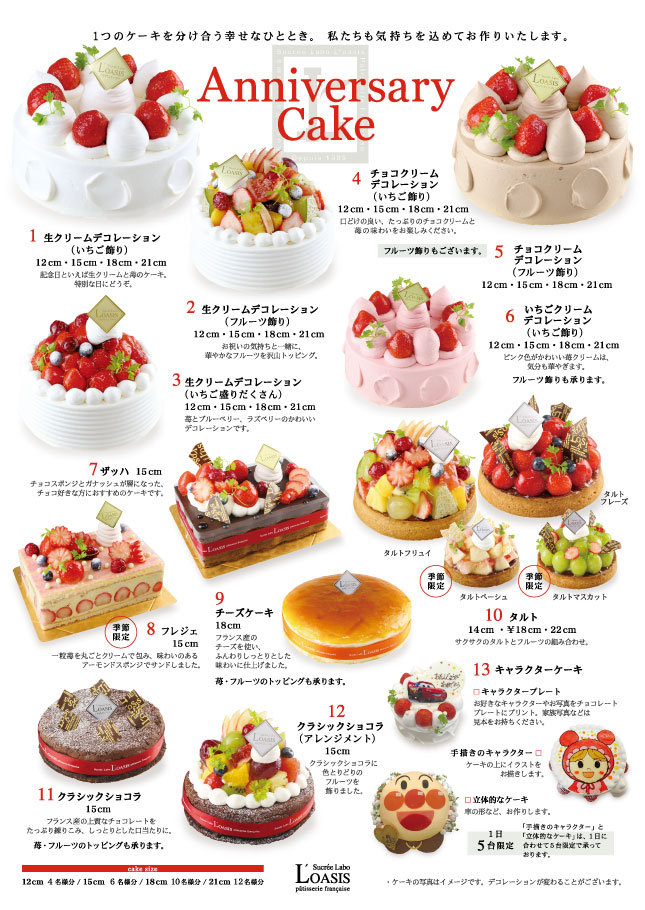 1つのケーキを分け合う幸せなひととき。 私たちも気持ちを込めてお作りいたします。
Sucrée Labo L'oasis
Anniversary
Cake
Depuis 1993
1 生クリームデコレーション
（いちご飾り）
12cm・15cm・18cm・21cm
記念日といえば生クリームと苺のケーキ。
特別な日にどうぞ。
2 生クリームデコレーション
（フルーツ飾り）
12cm・15cm・18cm・21cm
お祝いの気持ちと一緒に、
華やかなフルーツを沢山トッピング。
3 生クリームデコレーション
（いちご盛りだくさん）
12cm・15cm・18cm・21cm
苺とブルーベリー、ラズベリーのかわいい
デコレーションです。
4 チョコクリーム
デコレーション
（いちご飾り）
12cm・15cm・18cm・21cm
口どけの良い、たっぷりのチョコクリームと
苺の味わいをお楽しみください。
フルーツ飾りもございます。
5 チョコクリーム
デコレーション
（フルーツ飾り）
12cm・15cm・18cm・21cm
6 いちごクリーム
デコレーション
（いちご飾り）
12cm・15cm・18cm・21cm
ピンク色がかわいい苺クリームは、
気分も華やぎます。
フルーツ飾りも承ります。
7 ザッハ 15cm
チョコスポンジとガナッシュが層になった、
チョコ好きな方におすすめのケーキです。
季節
限定
8 フレジェ
15cm
一粒苺を丸ごとクリームで包み、味わいのある
アーモンドスポンジでサンドしました。
9
チーズケーキ
18cm
フランス産の
チーズを使い、
ふんわりしっとりした
味わいに仕上げました。
苺・フルーツのトッピングも承ります。
タルトフリュイ
タルト
フレーズ
季節
限定
タルトペーシュ
季節
限定
タルトマスカット
10 タルト
14cm ・¥18cm・22cm
サクサクのタルトとフルーツの組み合わせ。
11 クラシックショコラ
15cm
フランス産の上質なチョコレートを
たっぷり練りこみ、しっとりとした口当たりに。
苺・フルーツのトッピングも承ります。
12
クラシックショコラ
（アレンジメント）
15cm
クラシックショコラに
色とりどりの
フルーツを
飾りました。
13 キャラクターケーキ
□ キャラクタープレート
お好きなキャラクターやお写真をチョコレート
プレートにプリント。家族写真などは
見本をお持ちください。
手描きのキャラクター □
ケーキの上にイラストを
お描きします。
□ 立体的なケーキ
車の形など、お作りします。
1日
5台限定
「手描きのキャラクター」と
「立体的なケーキ」は、1日に
合わせて5台限定で承って
おります。
cake size
12cm 4名様分 / 15cm 6名様分 / 18cm 10名様分 / 21cm 12名様分
Sucrée Labo
L'OASIS
pâtisserie française
・ケーキの写真はイメージです。デコレーションが変わることがございます。